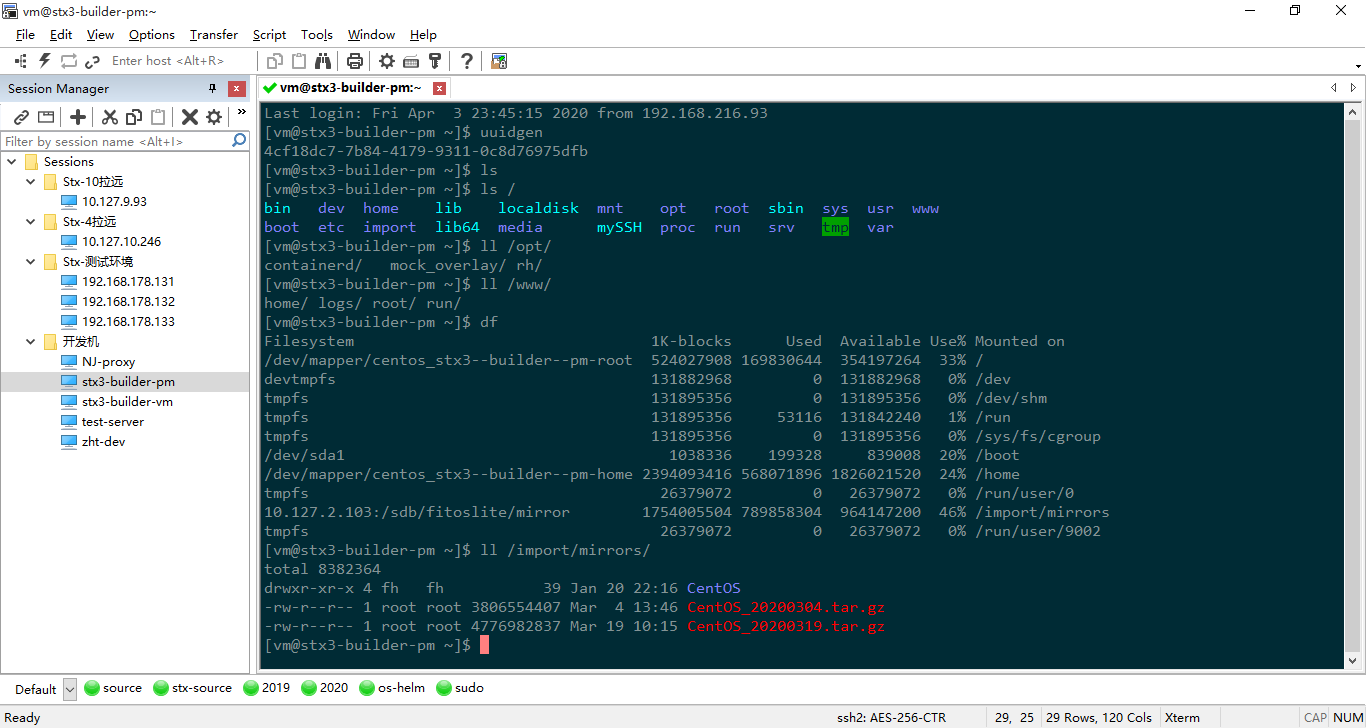 vm@stx3-builder-pm:~
File Edit View Options Transfer Script Tools Window Help
Enter host <Alt+R>
Session Manager
vm@stx3-builder-pm:~
Filter by session name <Alt+I>
Sessions
Stx-10拉远
10.127.9.93
Stx-4拉远
10.127.10.246
Stx-测试环境
192.168.178.131
192.168.178.132
192.168.178.133
开发机
NJ-proxy
stx3-builder-pm
stx3-builder-vm
test-server
zht-dev
Last login: Fri Apr  3 23:45:15 2020 from 192.168.216.93
[vm@stx3-builder-pm ~]$ uuidgen
4cf18dc7-7b84-4179-9311-0c8d76975dfb
[vm@stx3-builder-pm ~]$ ls
[vm@stx3-builder-pm ~]$ ls /
bin   dev  home    lib    localdisk  mnt    opt   root  sbin  sys  usr  www
boot  etc  import  lib64  media      mySSH  proc  run   srv   tmp  var
[vm@stx3-builder-pm ~]$ ll /opt/
containerd/   mock_overlay/ rh/
[vm@stx3-builder-pm ~]$ ll /www/
home/ logs/ root/ run/
[vm@stx3-builder-pm ~]$ df
Filesystem                                 1K-blocks      Used  Available Use% Mounted on
/dev/mapper/centos_stx3--builder--pm-root  524027908 169830644  354197264  33% /
devtmpfs                                   131882968         0  131882968   0% /dev
tmpfs                                      131895356         0  131895356   0% /dev/shm
tmpfs                                      131895356     53116  131842240   1% /run
tmpfs                                      131895356         0  131895356   0% /sys/fs/cgroup
/dev/sda1                                    1038336    199328     839008  20% /boot
/dev/mapper/centos_stx3--builder--pm-home 2394093416 568071896 1826021520  24% /home
tmpfs                                       26379072         0   26379072   0% /run/user/0
10.127.2.103:/sdb/fitoslite/mirror        1754005504 789858304  964147200  46% /import/mirrors
tmpfs                                       26379072         0   26379072   0% /run/user/9002
[vm@stx3-builder-pm ~]$ ll /import/mirrors/
total 8382364
drwxr-xr-x 4 fh   fh           39 Jan 20 22:16 CentOS
-rw-r--r-- 1 root root 3806554407 Mar  4 13:46 CentOS_20200304.tar.gz
-rw-r--r-- 1 root root 4776982837 Mar 19 10:15 CentOS_20200319.tar.gz
[vm@stx3-builder-pm ~]$
Default source stx-source 2019 2020 os-helm sudo
Ready ssh2: AES-256-CTR 29, 25 29 Rows, 120 Cols Xterm CAP NUM